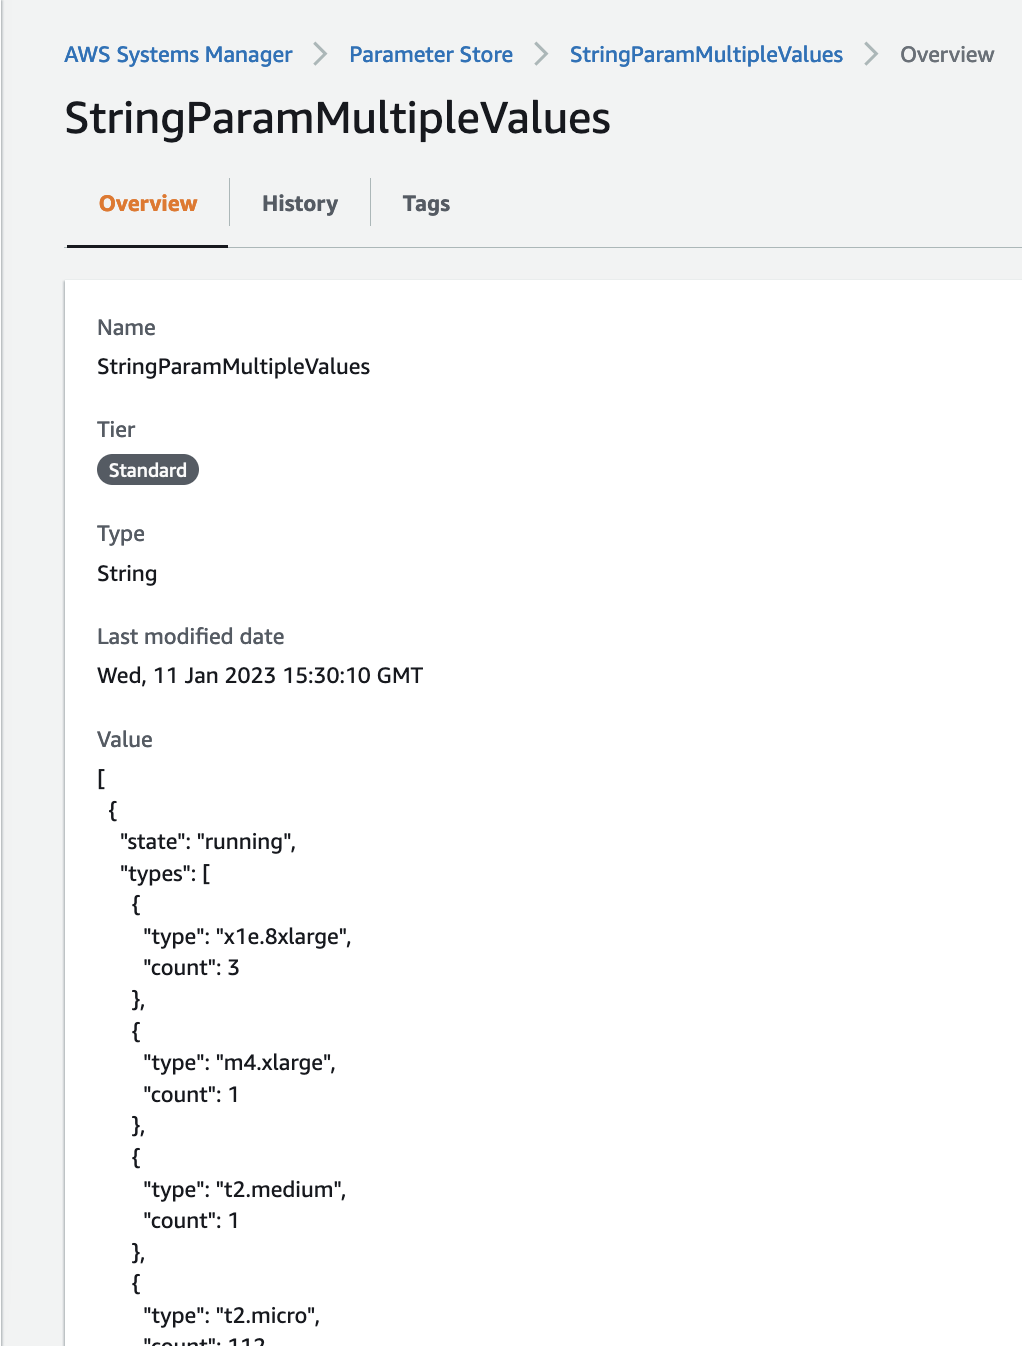 AWS Systems Manager > Parameter Store > StringParamMultipleValues > Overview
StringParamMultipleValues
Overview History Tags
Name
StringParamMultipleValues
Tier
Standard
Type
String
Last modified date
Wed, 11 Jan 2023 15:30:10 GMT
Value
[
{
"state": "running",
"types": [
{
"type": "x1e.8xlarge",
"count": 3
},
{
"type": "m4.xlarge",
"count": 1
},
{
"type": "t2.medium",
"count": 1
},
{
"type": "t2.micro",
"count": 112